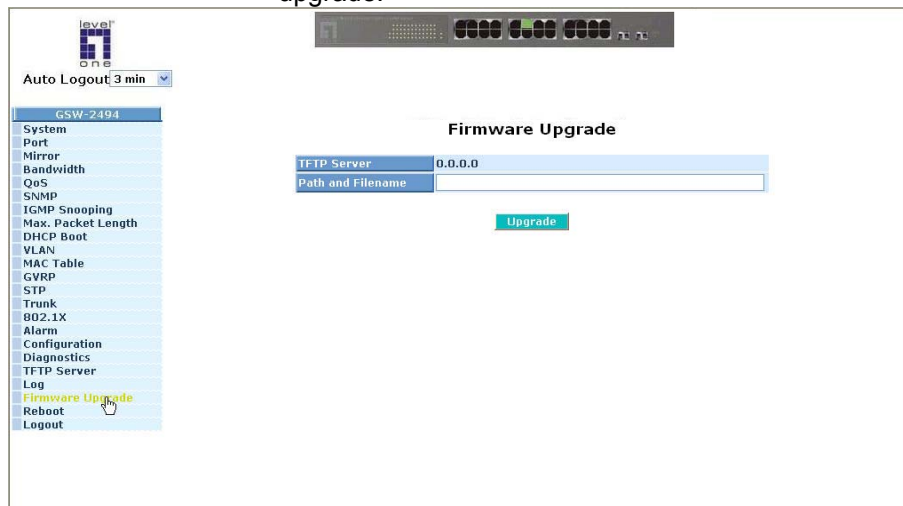 upgrade.
level
one
Auto Logout 3 min
GSW-2494
System
Port
Mirror
Bandwidth
QoS
SNMP
IGMP Snooping
Max. Packet Length
DHCP Boot
VLAN
MAC Table
GVRP
STP
Trunk
802.1X
Alarm
Configuration
Diagnostics
TFTP Server
Log
Firmware Upgrade
Reboot
Logout
Firmware Upgrade
TFTP Server 0.0.0.0
Path and Filename
Upgrade